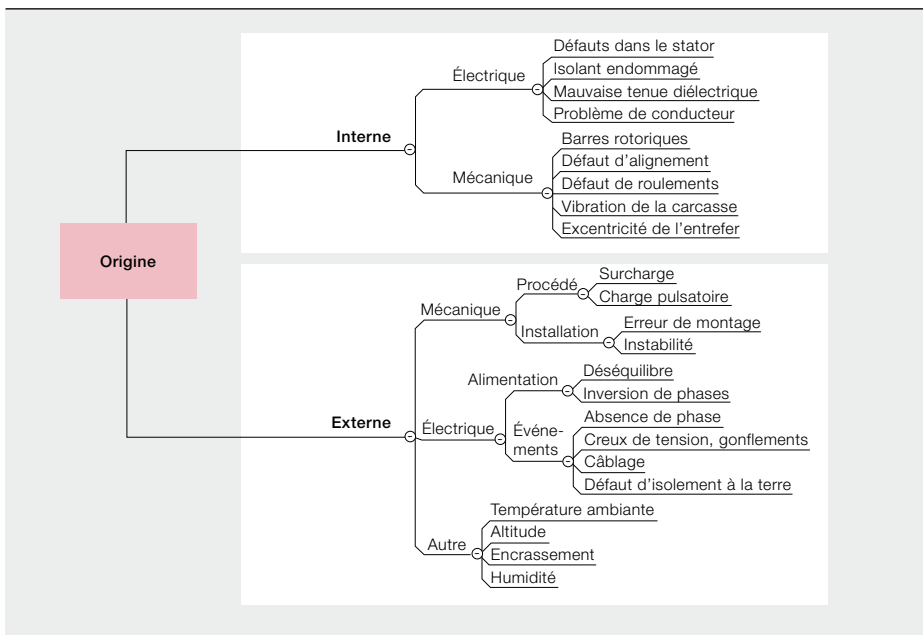 Origine
Interne
Électrique
Défauts dans le stator
Isolant endommagé
Mauvaise tenue diélectrique
Problème de conducteur
Mécanique
Barres rotoriques
Défaut d'alignement
Défaut de roulements
Vibration de la carcasse
Excentricité de l'entrefer
Externe
Mécanique
Procédé
Surcharge
Charge pulsatoire
Installation
Erreur de montage
Instabilité
Électrique
Alimentation
Déséquilibre
Inversion de phases
Événe-
ments
Absence de phase
Creux de tension, gonflements
Câblage
Défaut d'isolement à la terre
Autre
Température ambiante
Altitude
Encrassement
Humidité